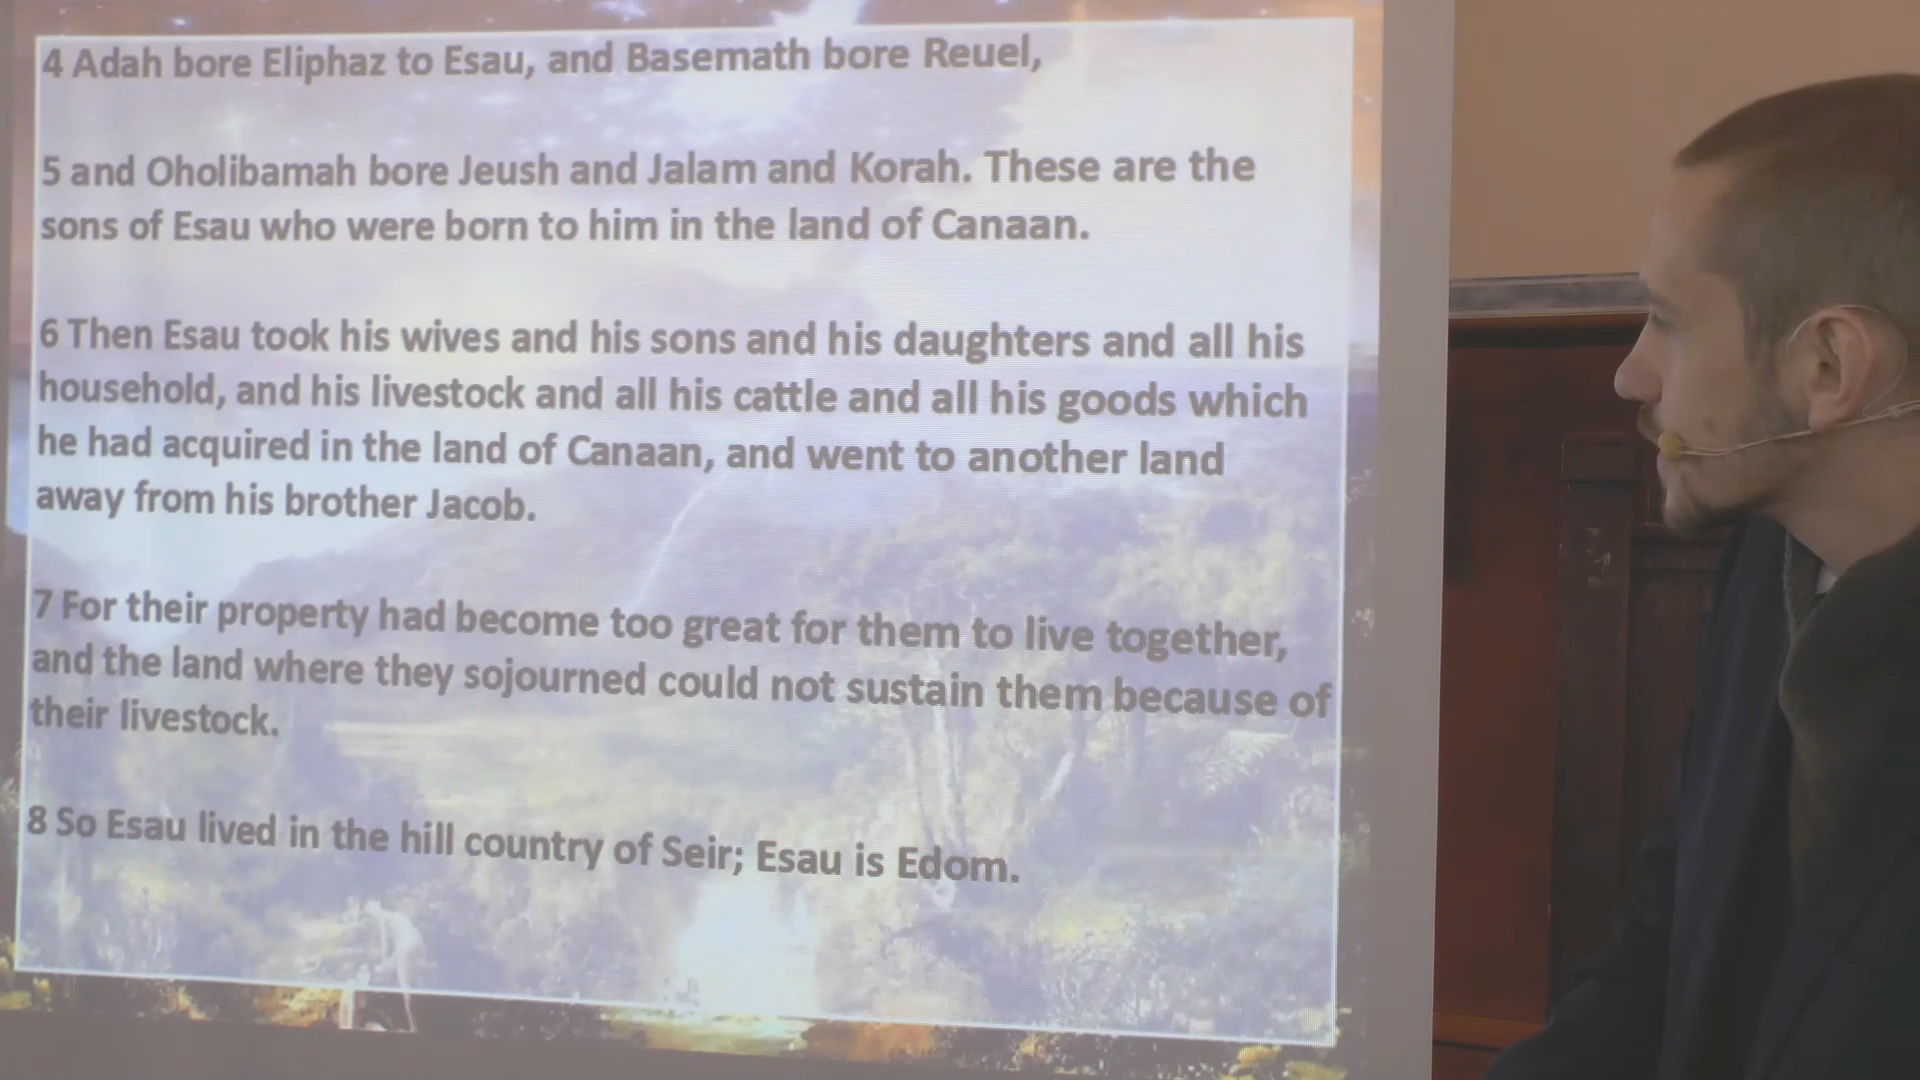 4 Adah bore Eliphaz to Esau, and Basemath bore Reuel,
5 and Oholibamah bore Jeush and Jalam and Korah. These are the
sons of Esau who were born to him in the land of Canaan.
6 Then Esau took his wives and his sons and his daughters and all his
household, and his livestock and all his cattle and all his goods which
he had acquired in the land of Canaan, and went to another land
away from his brother Jacob.
7 For their property had become too great for them to live together,
and the land where they sojourned could not sustain them because of
their livestock.
8 So Esau lived in the hill country of Seir; Esau is Edom.